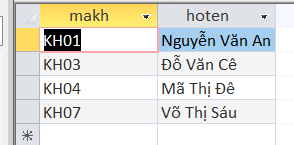 makh hoten
KH01 Nguyễn Văn An
KH03 Đỗ Văn Cê
KH04 Mã Thị Đê
KH07 Võ Thị Sáu